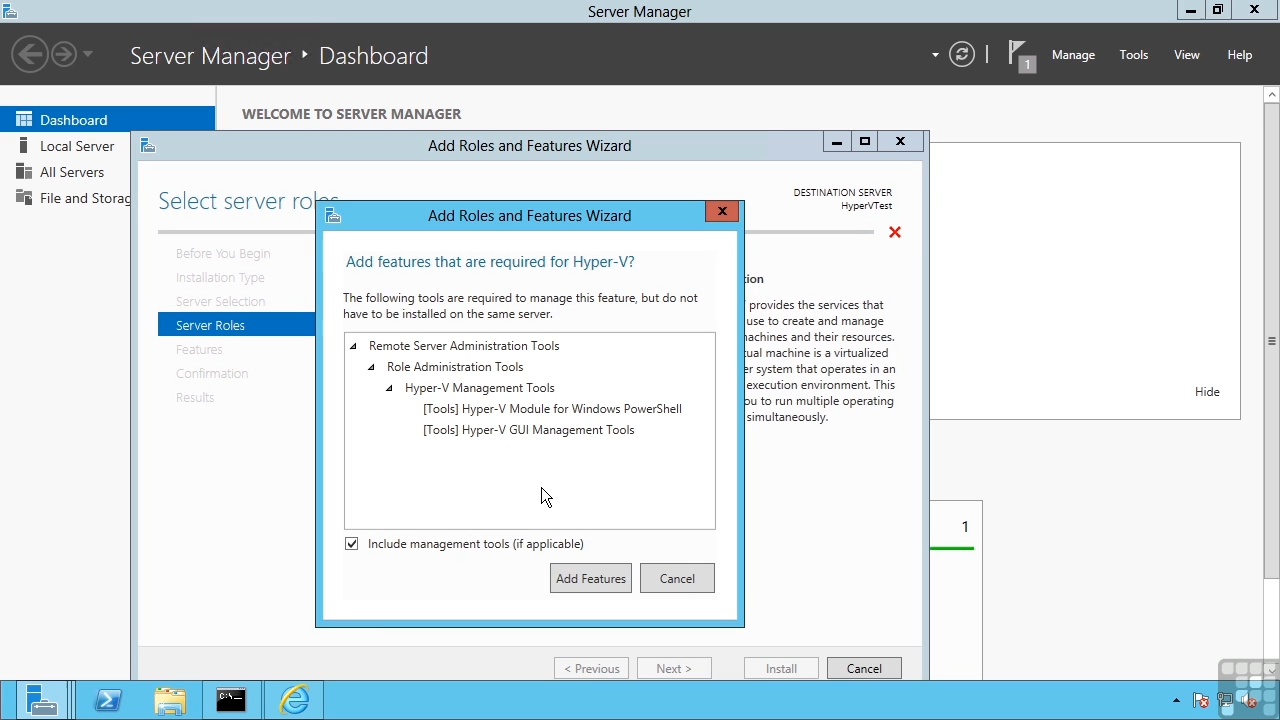 Server Manager
Server Manager ‣ Dashboard
1
Manage
Tools
View
Help
Dashboard
Local Server
All Servers
File and Storag
WELCOME TO SERVER MANAGER
Add Roles and Features Wizard
Select server roles
DESTINATION SERVER
HyperVTest
Before You Begin
Installation Type
Server Selection
Server Roles
Features
Confirmation
Results
Add Roles and Features Wizard
Add features that are required for Hyper-V?
The following tools are required to manage this feature, but do not
have to be installed on the same server.
Remote Server Administration Tools
Role Administration Tools
Hyper-V Management Tools
[Tools] Hyper-V Module for Windows PowerShell
[Tools] Hyper-V GUI Management Tools
Include management tools (if applicable)
Add Features
Cancel
tion
provides the services that
use to create and manage
machines and their resources.
tual machine is a virtualized
er system that operates in an
execution environment. This
ou to run multiple operating
simultaneously.
Hide
1
< Previous
Next >
Install
Cancel